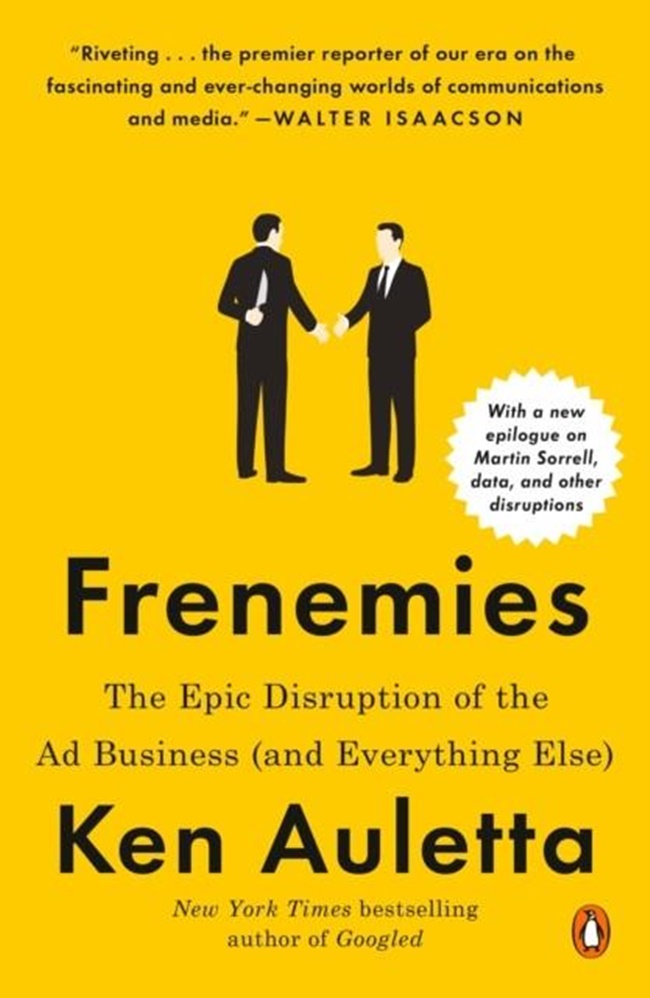 “Riveting . . . the premier reporter of our era on the
fascinating and ever-changing worlds of communications
and media.” —WALTER ISAACSON
With a new
epilogue on
Martin Sorrell,
data, and other
disruptions
Frenemies
The Epic Disruption of the
Ad Business (and Everything Else)
Ken Auletta
New York Times bestselling
author of Googled